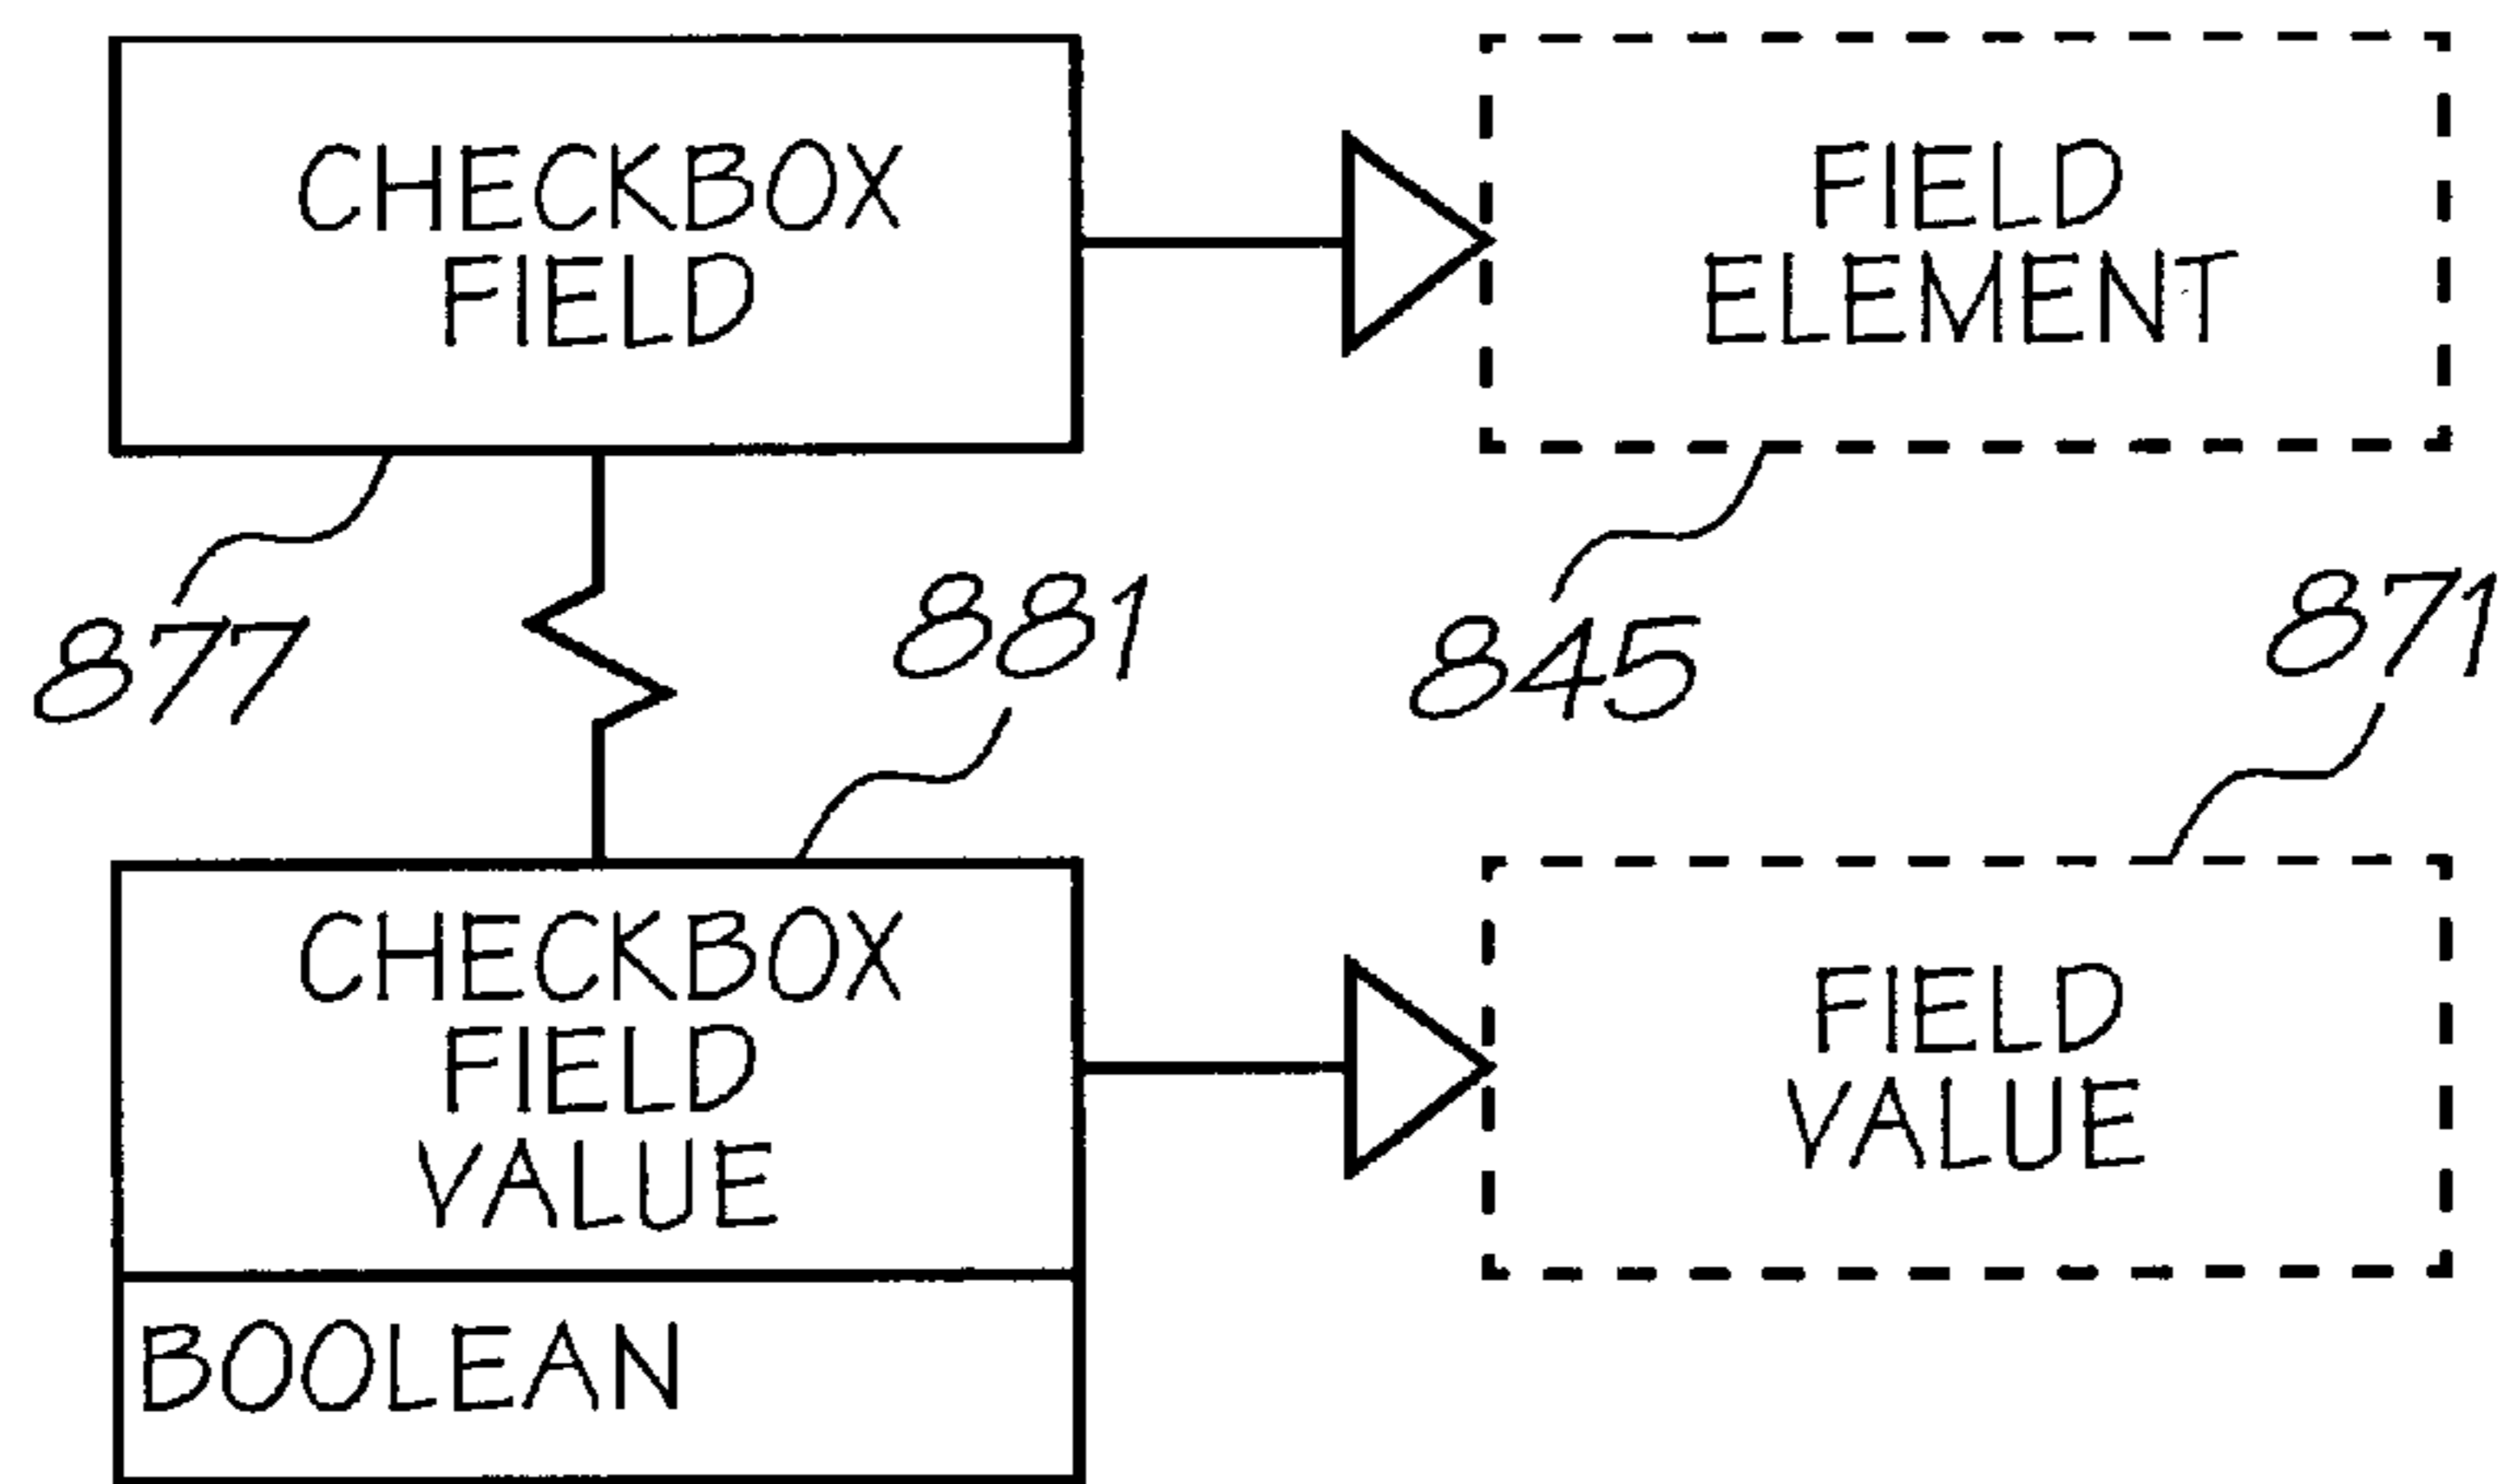 CHECKBOX
FIELD
FIELD
ELEMENT
877
881
845
871
CHECKBOX
FIELD
VALUE
FIELD
VALUE
BOOLEAN